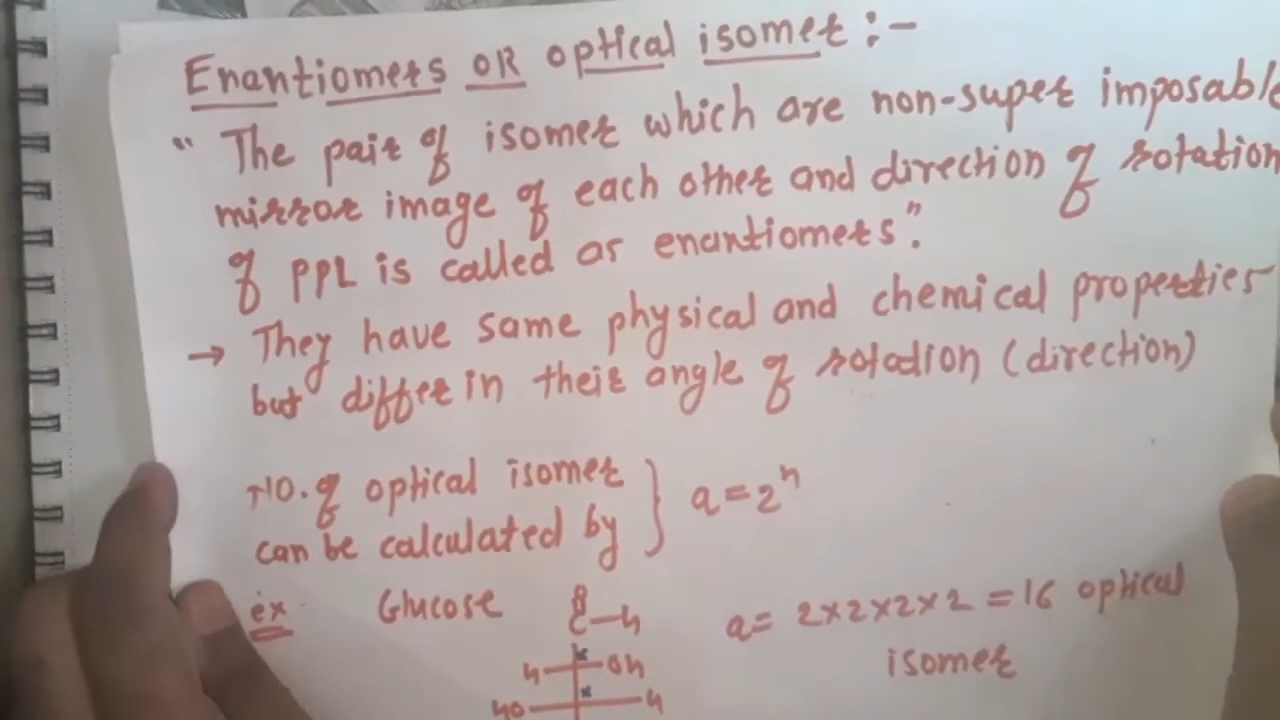 Enantiomers OR optical isomer :-
" The pair of isomer which are non-super imposable
mirror image of each other and direction of rotation
of PPL is called as enantiomers".
→ They have same physical and chemical properties
but differ in their angle of rotation (direction)
NO. of optical isomer
can be calculated by } a = 2ⁿ
ex Glucose
O
C-H
H OH
HO H
a = 2×2×2×2 = 16 optical
isomer